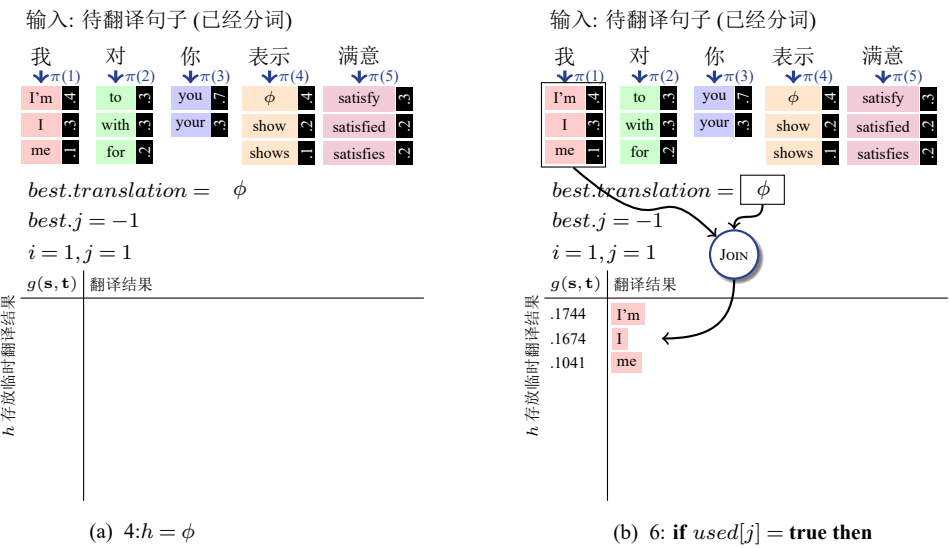 输入: 待翻译句子 (已经分词)
我 对 你 表示 满意
π(1) π(2) π(3) π(4) π(5)
I'm .4 to .3 you .7 ϕ .4 satisfy .3
I .3 with .3 your .3 show .2 satisfied .2
me .1 for .2 shows .1 satisfies .2
best.translation = ϕ
best.j = −1
i = 1, j = 1
g(s, t) 翻译结果
h 存放临时翻译结果
(a) 4:h = ϕ
输入: 待翻译句子 (已经分词)
我 对 你 表示 满意
π(1) π(2) π(3) π(4) π(5)
I'm .4 to .3 you .7 ϕ .4 satisfy .3
I .3 with .3 your .3 show .2 satisfied .2
me .1 for .2 shows .1 satisfies .2
best.translation = ϕ
best.j = −1
i = 1, j = 1
JOIN
g(s, t) 翻译结果
.1744 I'm
.1674 I
.1041 me
h 存放临时翻译结果
(b) 6: if used[j] = true then